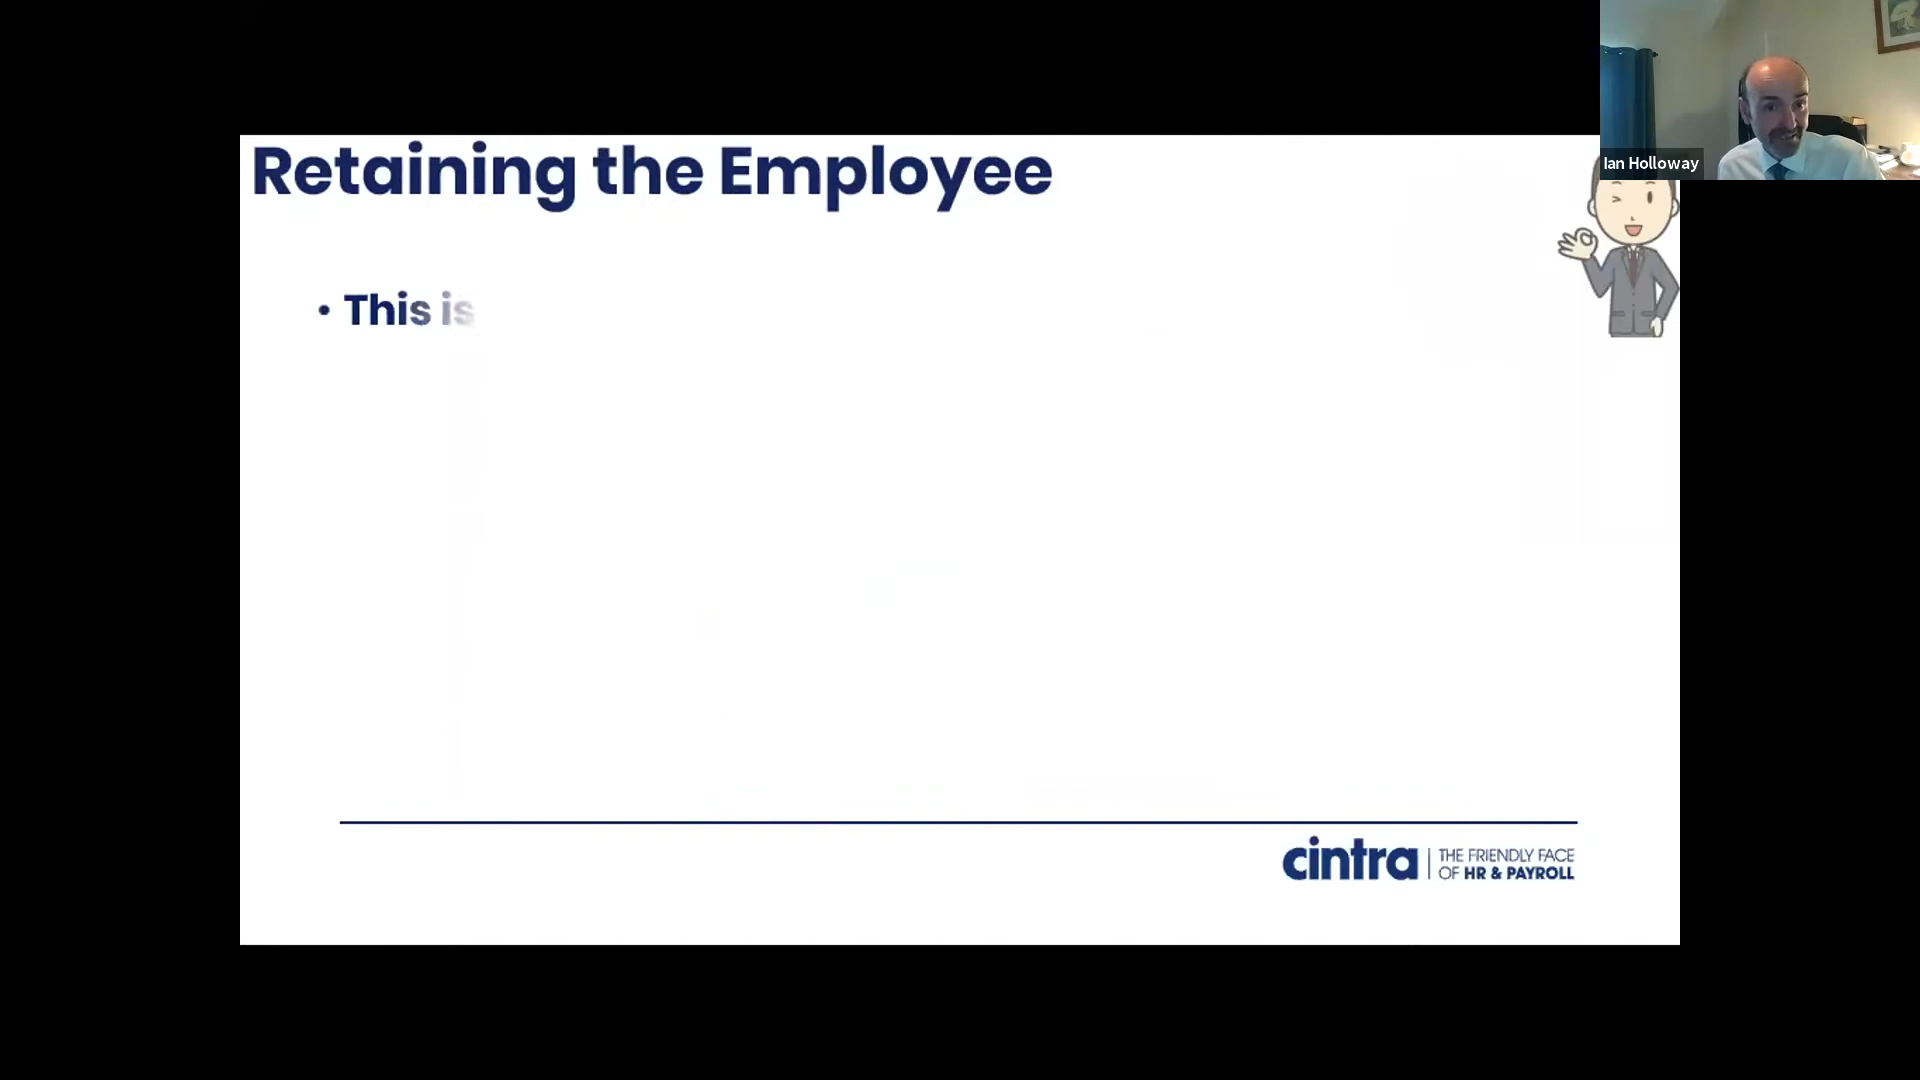 Ian Holloway
Retaining the Employee
• This is
cintra
THE FRIENDLY FACE
OF HR & PAYROLL